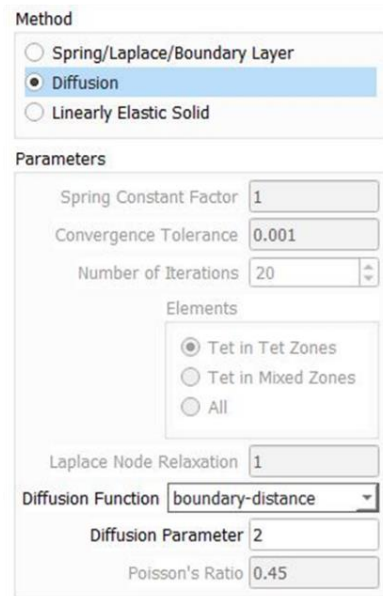 Method
Spring/Laplace/Boundary Layer
Diffusion
Linearly Elastic Solid
Parameters
Spring Constant Factor 1
Convergence Tolerance 0.001
Number of Iterations 20
Elements
Tet in Tet Zones
Tet in Mixed Zones
All
Laplace Node Relaxation 1
Diffusion Function boundary-distance
Diffusion Parameter 2
Poisson's Ratio 0.45